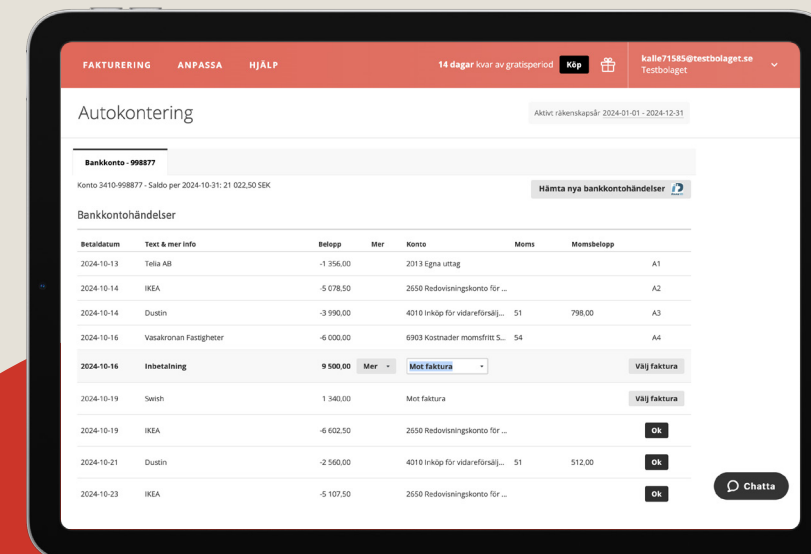 FAKTURERING ANPASSA HJÄLP 14 dagar kvar av gratisperiod Köp kalle71585@testbolaget.se
Testbolaget
Autokontering Aktivt räkenskapsår 2024-01-01 - 2024-12-31
Bankkonto - 998877
Konto 3410-998877 - Saldo per 2024-10-31: 21 022,50 SEK Hämta nya bankkontohändelser
Bankkontohändelser
Betaldatum Text & mer info Belopp Mer Konto Moms Momsbelopp
2024-10-13 Telia AB -1 356,00 2013 Egna uttag A1
2024-10-14 IKEA -5 078,50 2650 Redovisningskonto för ... A2
2024-10-14 Dustin -3 990,00 4010 Inköp för vidareförsälj... 51 798,00 A3
2024-10-16 Vasakronan Fastigheter -6 000,00 6903 Kostnader momsfritt S... 54 A4
2024-10-16 Inbetalning 9 500,00 Mer Mot faktura Välj faktura
2024-10-19 Swish 1 340,00 Mot faktura Välj faktura
2024-10-19 IKEA -6 602,50 2650 Redovisningskonto för ... Ok
2024-10-21 Dustin -2 560,00 4010 Inköp för vidareförsälj... 51 512,00 Ok
2024-10-23 IKEA -5 107,50 2650 Redovisningskonto för ... Ok
Chatta